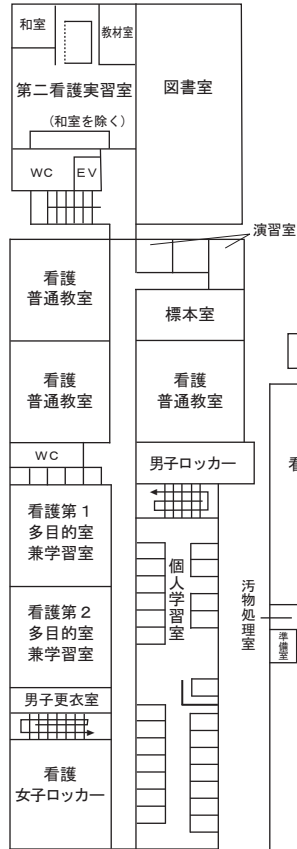 和室
教材室
第二看護実習室
(和室を除く)
図書室
WC
EV
演習室
看護
普通教室
標本室
看護
普通教室
看護
普通教室
WC
男子ロッカー
看護第1
多目的室
兼学習室
個人学習室
看護第2
多目的室
兼学習室
汚物処理室
準備室
男子更衣室
看護
女子ロッカー